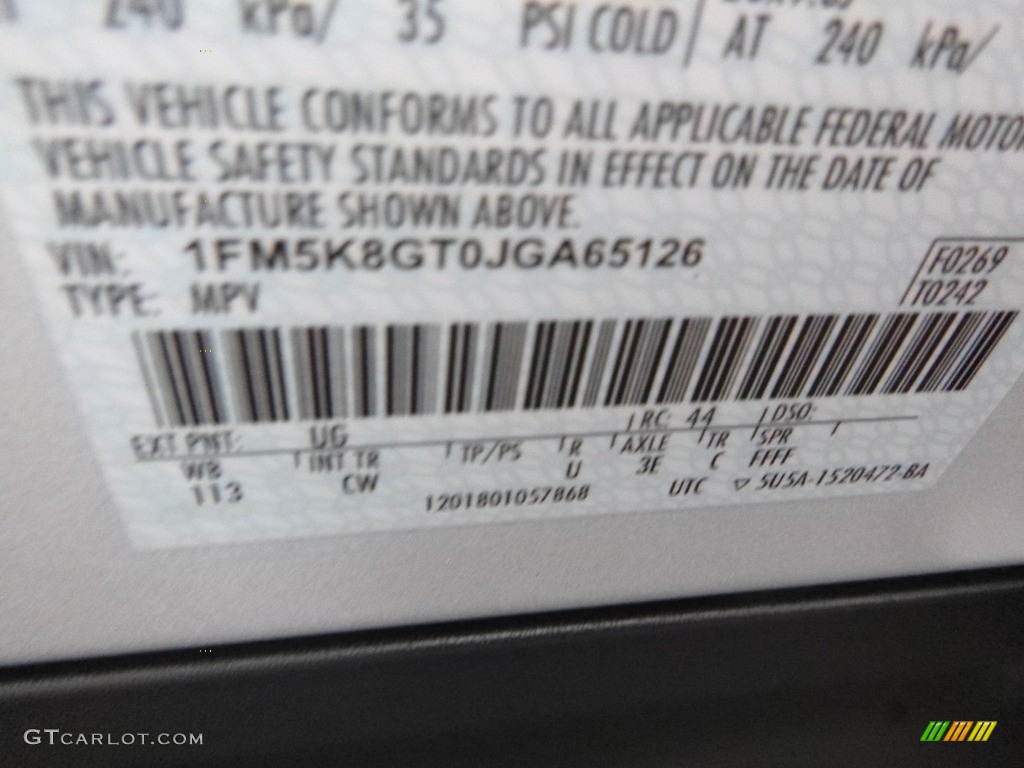 240 kPa/ 35 PSI COLD AT 240 kPa/
THIS VEHICLE CONFORMS TO ALL APPLICABLE FEDERAL MOTOR
VEHICLE SAFETY STANDARDS IN EFFECT ON THE DATE OF
MANUFACTURE SHOWN ABOVE.
VIN: 1FM5K8GT0JGA65126
F0269
TYPE: MPV
T0242
EXT PNT: UG RC: 44 DSO:
WB INT TR TP/PS R AXLE TR SPR
113 CW U 3E C FFFF
1201801057868 UTC ▽ 5U5A-1520472-BA
GTCARLOT.COM